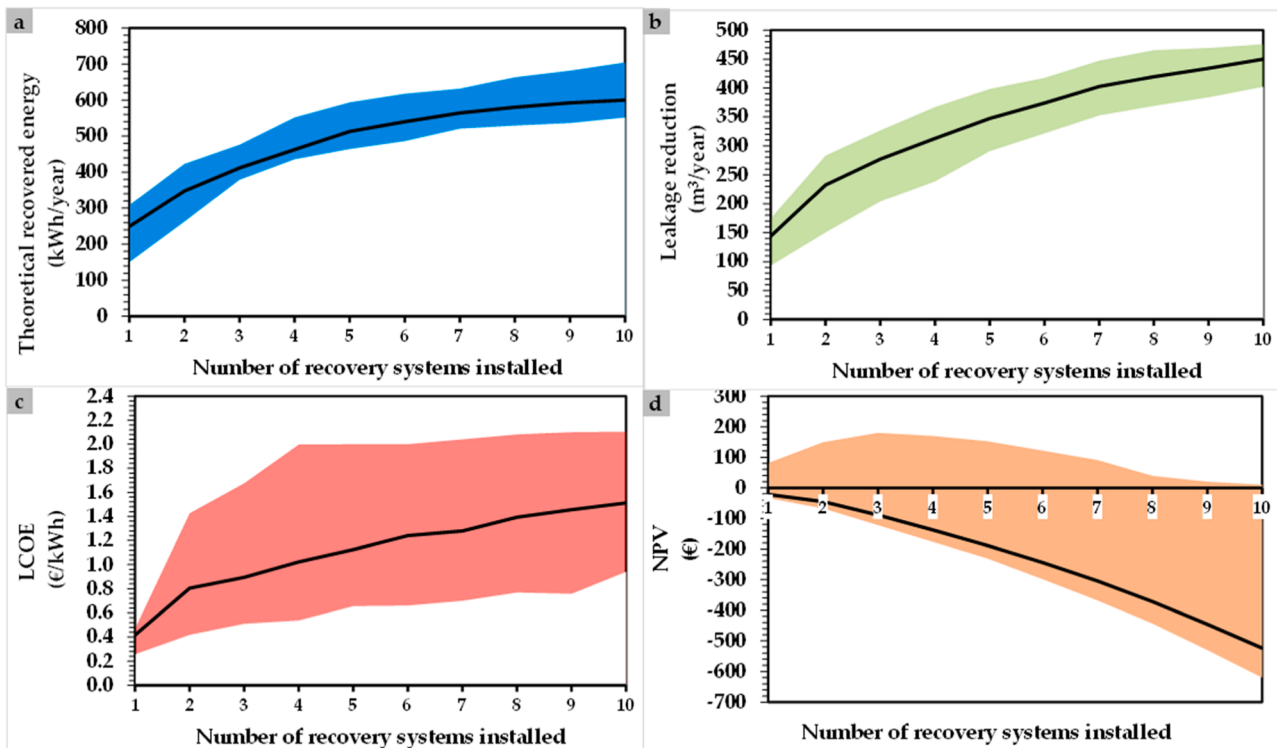 a
Theoretical recovered energy
(kWh/year)
800
700
600
500
400
300
200
100
0
1 2 3 4 5 6 7 8 9 10
Number of recovery systems installed
b
Leakage reduction
(m³/year)
500
450
400
350
300
250
200
150
100
50
0
1 2 3 4 5 6 7 8 9 10
Number of recovery systems installed
c
LCOE
(€/kWh)
2.4
2.2
2.0
1.8
1.6
1.4
1.2
1.0
0.8
0.6
0.4
0.2
0.0
1 2 3 4 5 6 7 8 9 10
Number of recovery systems installed
d
NPV
(€)
300
200
100
0
-100
-200
-300
-400
-500
-600
-700
1 2 3 4 5 6 7 8 9 10
Number of recovery systems installed